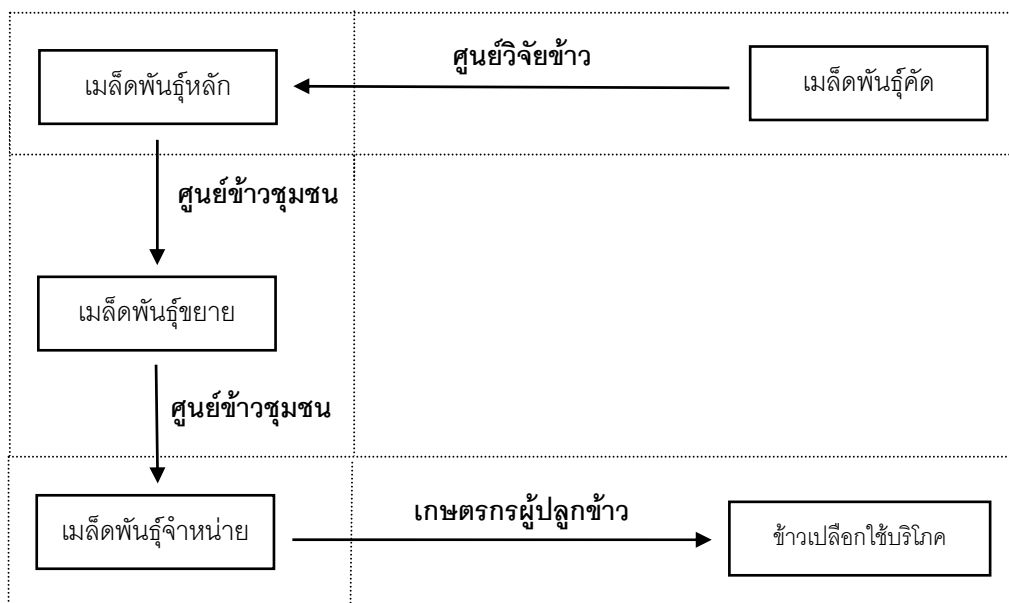 ศูนย์วิจัยข้าว
เมล็ดพันธุ์หลัก
เมล็ดพันธุ์คัด
ศูนย์ข้าวชุมชน
เมล็ดพันธุ์ขยาย
ศูนย์ข้าวชุมชน
เกษตรกรผู้ปลูกข้าว
เมล็ดพันธุ์จำหน่าย
ข้าวเปลือกใช้บริโภค